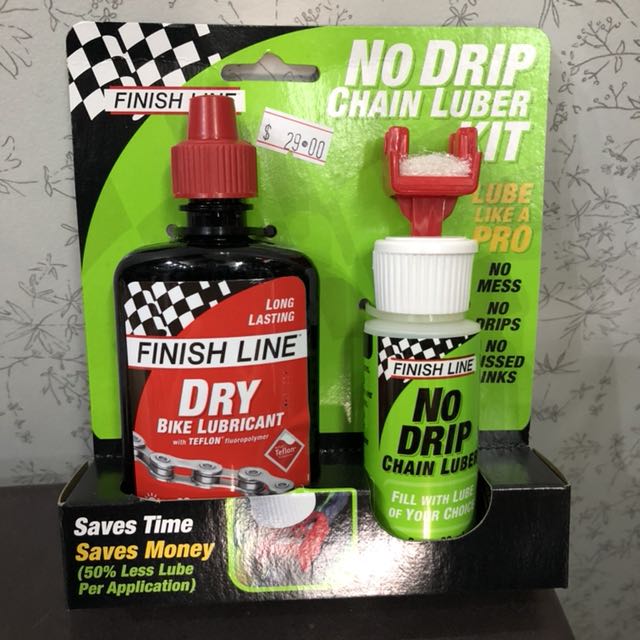 FINISH LINE
NO DRIP
CHAIN LUBER
KIT
$ 29.00
LUBE
LIKE A
PRO
NO
MESS
NO
DRIPS
NO
MISSED
LINKS
LONG
LASTING
FINISH LINE
DRY
BIKE LUBRICANT
with TEFLON® fluoropolymer
Teflon
FINISH LINE
NO
DRIP
CHAIN LUBER
FILL WITH LUBE
OF YOUR CHOICE
Saves Time
Saves Money
(50% Less Lube
Per Application)